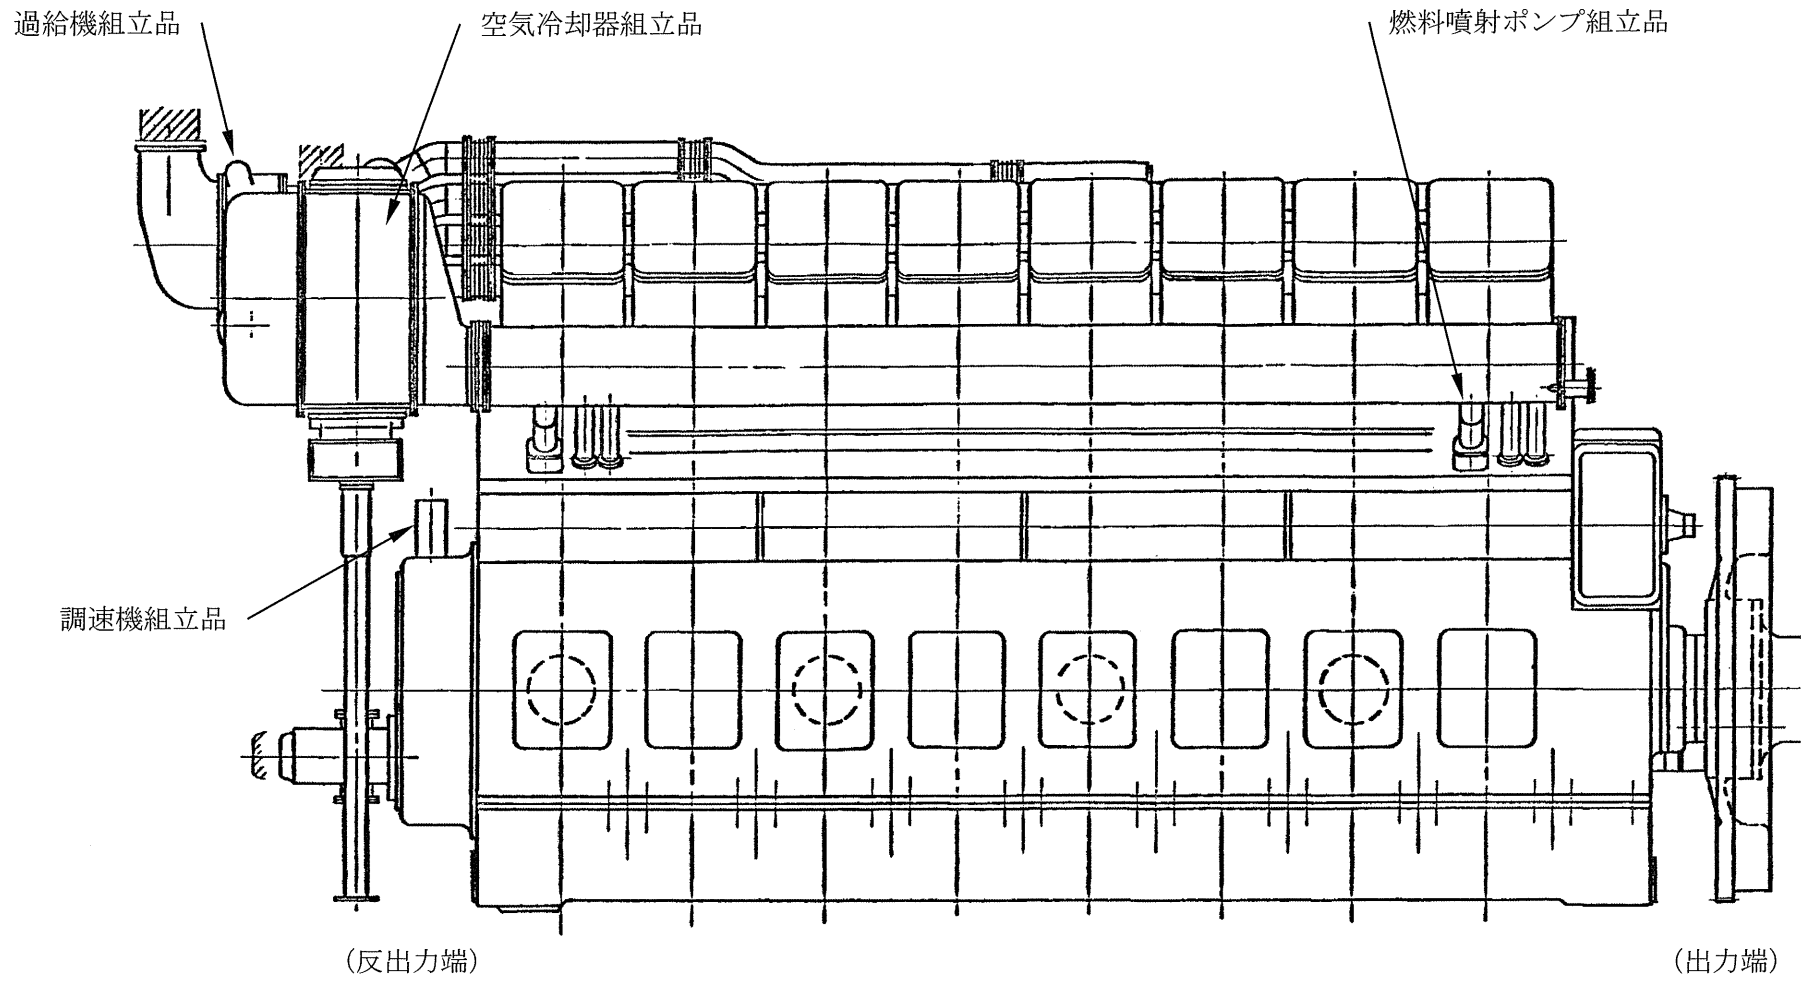 過給機組立品
空気冷却器組立品
燃料噴射ポンプ組立品
調速機組立品
(反出力端)
(出力端)